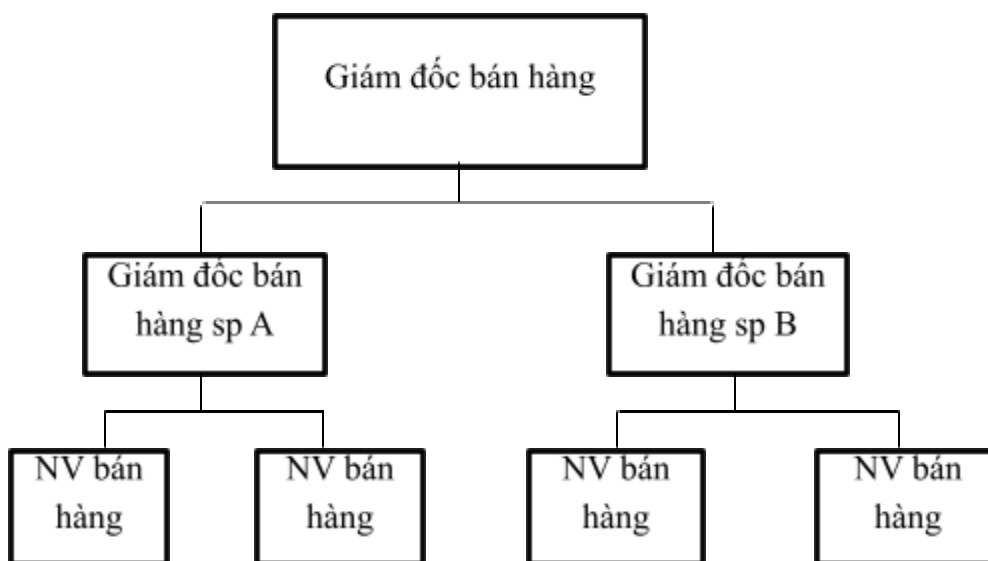 Giám đốc bán hàng
Giám đốc bán
hàng sp A
Giám đốc bán
hàng sp B
NV bán
hàng
NV bán
hàng
NV bán
hàng
NV bán
hàng